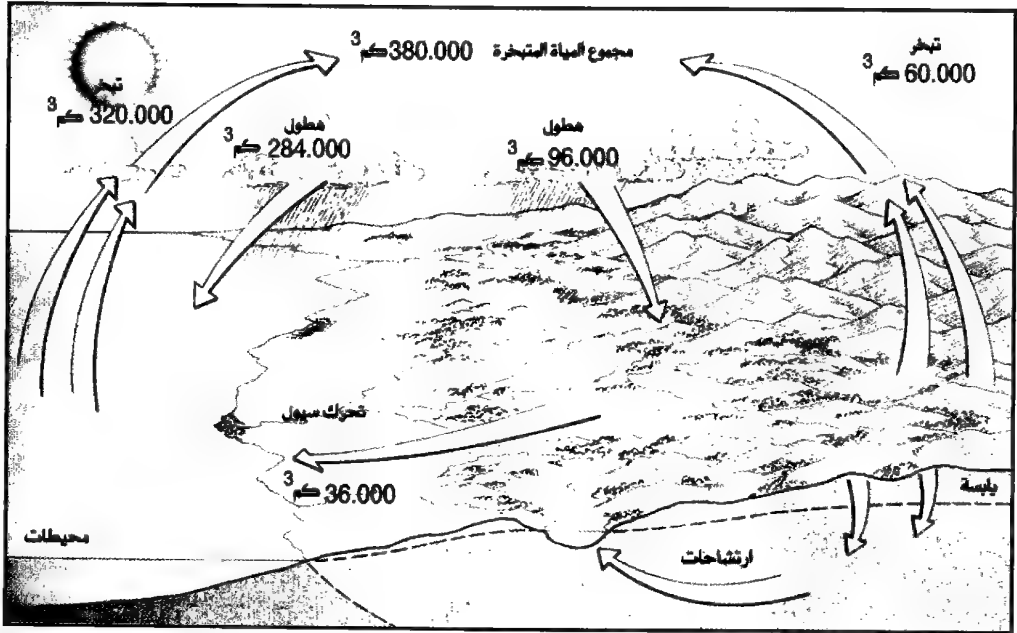 مجموع المياة المتبخرة 380.000 كم3
تبخر
60.000 كم3
تبخر
320.000 كم3
هطول
284.000 كم3
هطول
96.000 كم3
تحرك سيول
36.000 كم3
يابسة
محيطات
ارتشاحات